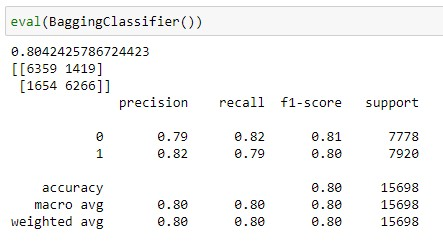 eval(BaggingClassifier())
0.8042425786724423
[[6359 1419]
[1654 6266]]
precision recall f1-score support
0 0.79 0.82 0.81 7778
1 0.82 0.79 0.80 7920
accuracy 0.80 15698
macro avg 0.80 0.80 0.80 15698
weighted avg 0.80 0.80 0.80 15698